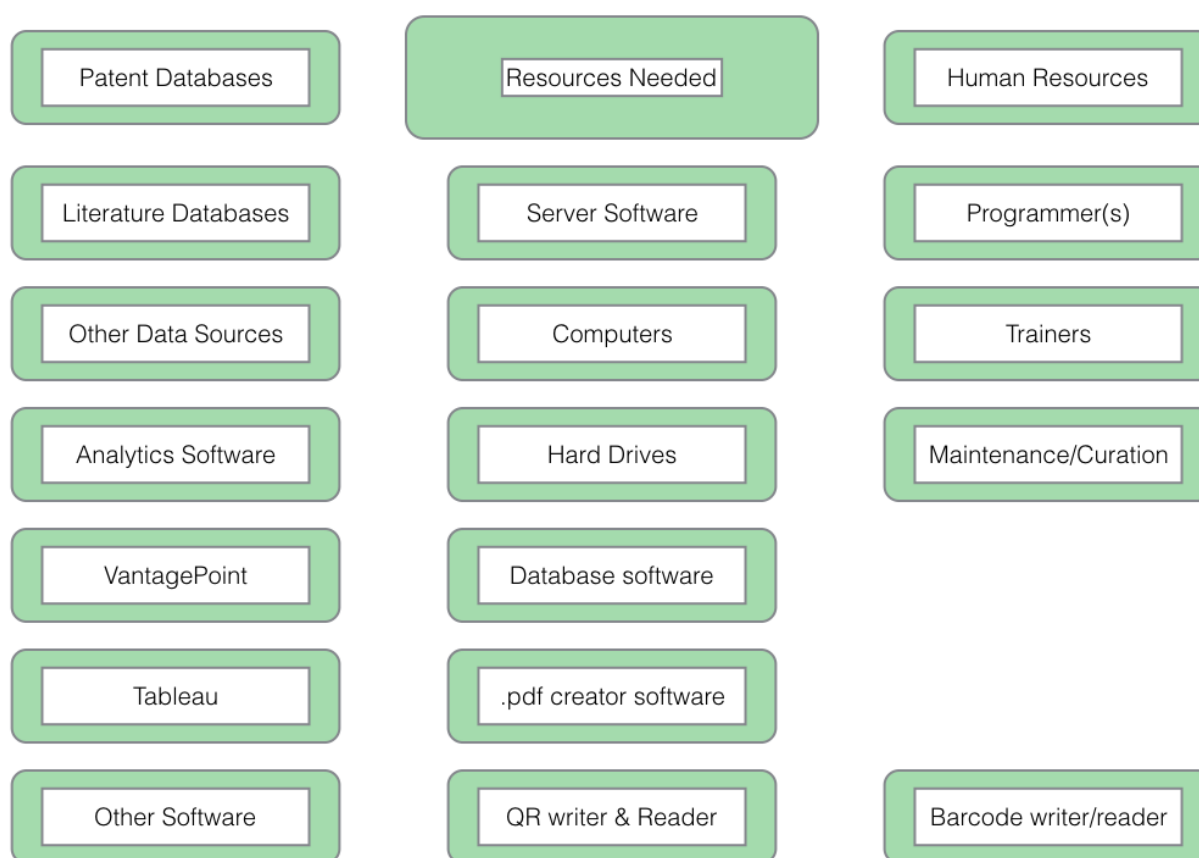 Patent Databases
Resources Needed
Human Resources
Literature Databases
Server Software
Programmer(s)
Other Data Sources
Computers
Trainers
Analytics Software
Hard Drives
Maintenance/Curation
VantagePoint
Database software
Tableau
.pdf creator software
Other Software
QR writer & Reader
Barcode writer/reader